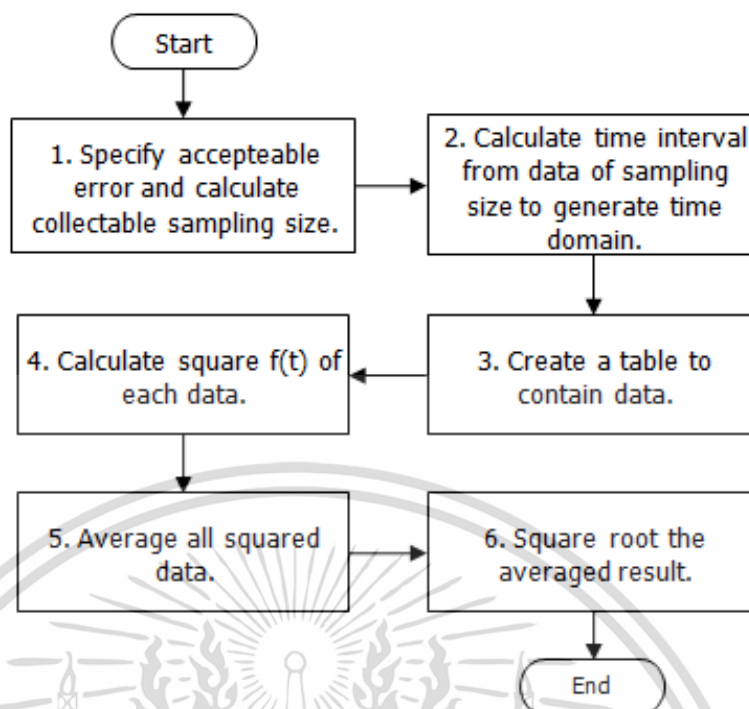 Start
1. Specify accepteable
error and calculate
collectable sampling size.
2. Calculate time interval
from data of sampling
size to generate time
domain.
3. Create a table to
contain data.
4. Calculate square f(t) of
each data.
5. Average all squared
data.
6. Square root the
averaged result.
End